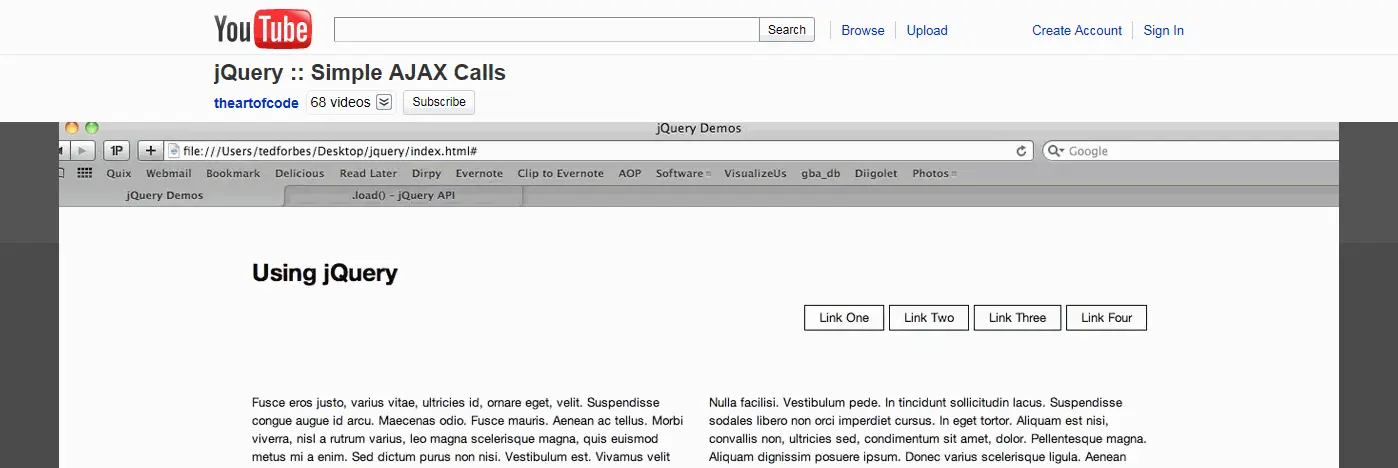 YouTube Search Browse Upload Create Account Sign In
jQuery :: Simple AJAX Calls
theartofcode 68 videos Subscribe
jQuery Demos
1P + file:///Users/tedforbes/Desktop/jquery/index.html# Google
Quix Webmail Bookmark Delicious Read Later Dirpy Evernote Clip to Evernote AOP Software VisualizeUs gba_db Diigolet Photos
jQuery Demos .load() – jQuery API
Using jQuery
Link One Link Two Link Three Link Four
Fusce eros justo, varius vitae, ultricies id, ornare eget, velit. Suspendisse
congue augue id arcu. Maecenas odio. Fusce mauris. Aenean ac tellus. Morbi
viverra, nisl a rutrum varius, leo magna scelerisque magna, quis euismod
metus mi a enim. Sed dictum purus non nisi. Vestibulum est. Vivamus velit
Nulla facilisi. Vestibulum pede. In tincidunt sollicitudin lacus. Suspendisse
sodales libero non orci imperdiet cursus. In eget tortor. Aliquam est nisi,
convallis non, ultricies sed, condimentum sit amet, dolor. Pellentesque magna.
Aliquam dignissim posuere ipsum. Donec varius scelerisque ligula. Aenean